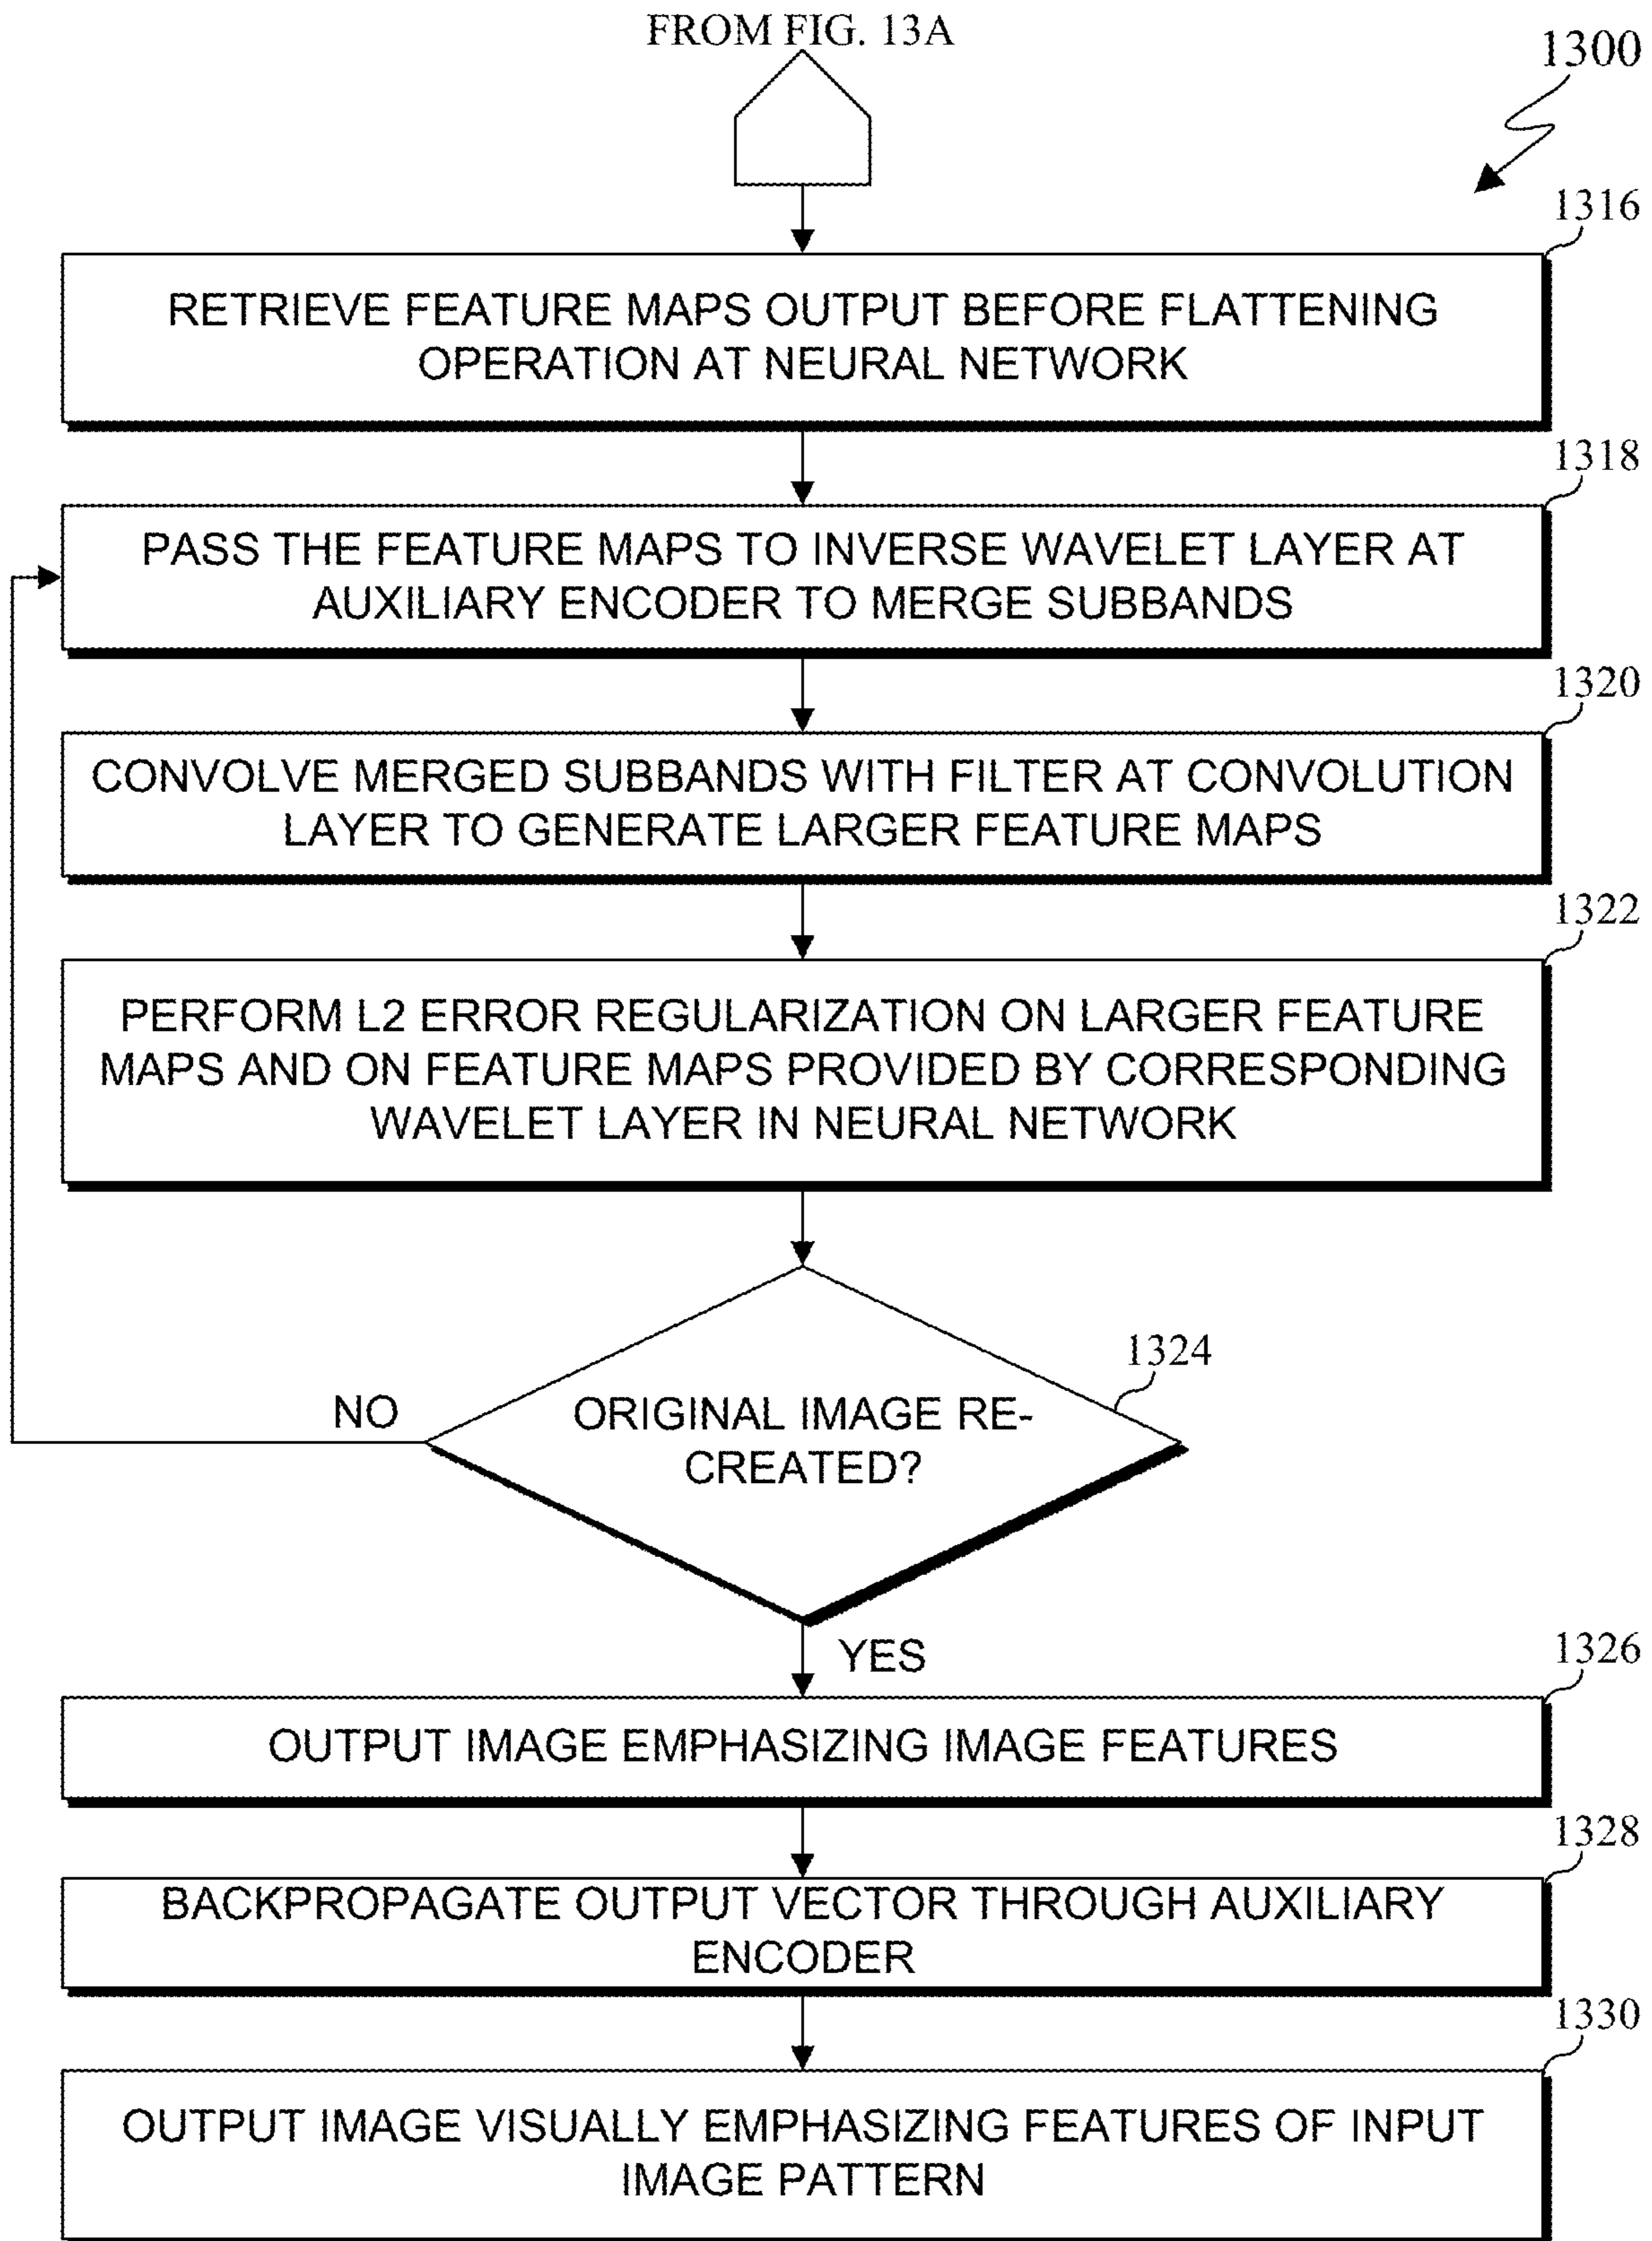 FROM FIG. 13A
1300
1316
RETRIEVE FEATURE MAPS OUTPUT BEFORE FLATTENING
OPERATION AT NEURAL NETWORK
1318
PASS THE FEATURE MAPS TO INVERSE WAVELET LAYER AT
AUXILIARY ENCODER TO MERGE SUBBANDS
1320
CONVOLVE MERGED SUBBANDS WITH FILTER AT CONVOLUTION
LAYER TO GENERATE LARGER FEATURE MAPS
1322
PERFORM L2 ERROR REGULARIZATION ON LARGER FEATURE
MAPS AND ON FEATURE MAPS PROVIDED BY CORRESPONDING
WAVELET LAYER IN NEURAL NETWORK
1324
NO
ORIGINAL IMAGE RE-
CREATED?
YES
1326
OUTPUT IMAGE EMPHASIZING IMAGE FEATURES
1328
BACKPROPAGATE OUTPUT VECTOR THROUGH AUXILIARY
ENCODER
1330
OUTPUT IMAGE VISUALLY EMPHASIZING FEATURES OF INPUT
IMAGE PATTERN